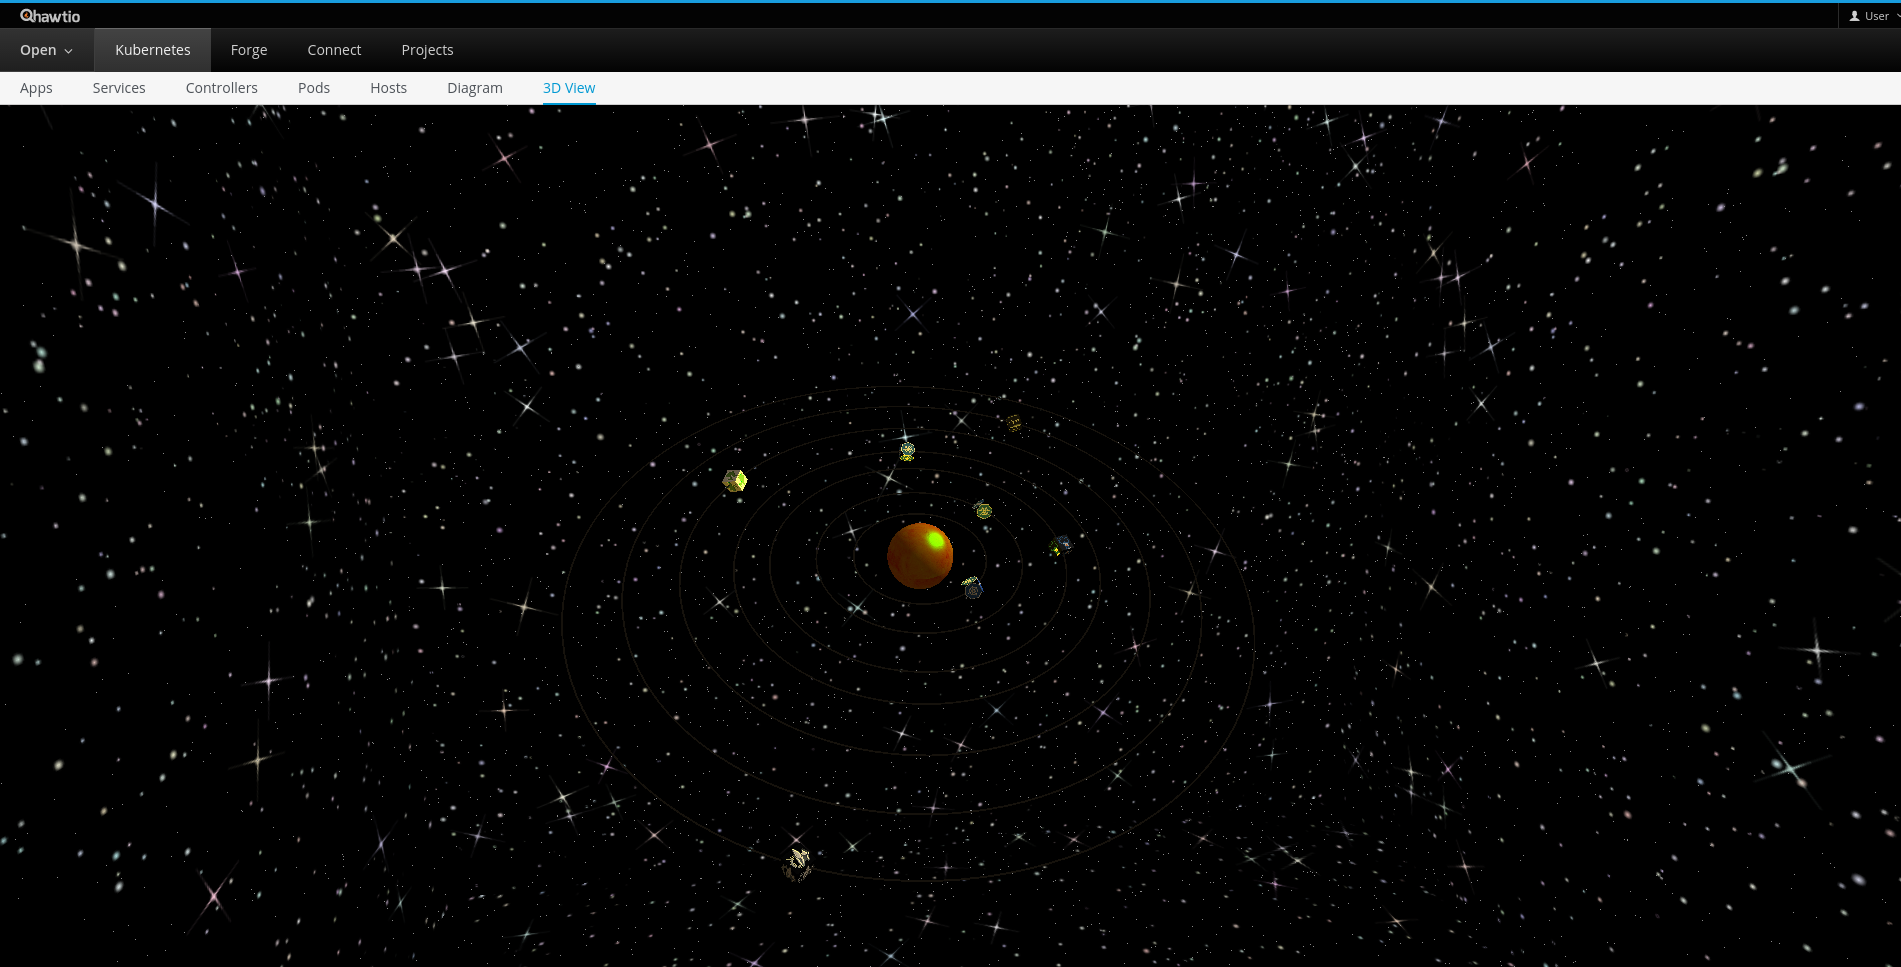 hawtio
User
Open Kubernetes Forge Connect Projects
Apps Services Controllers Pods Hosts Diagram 3D View